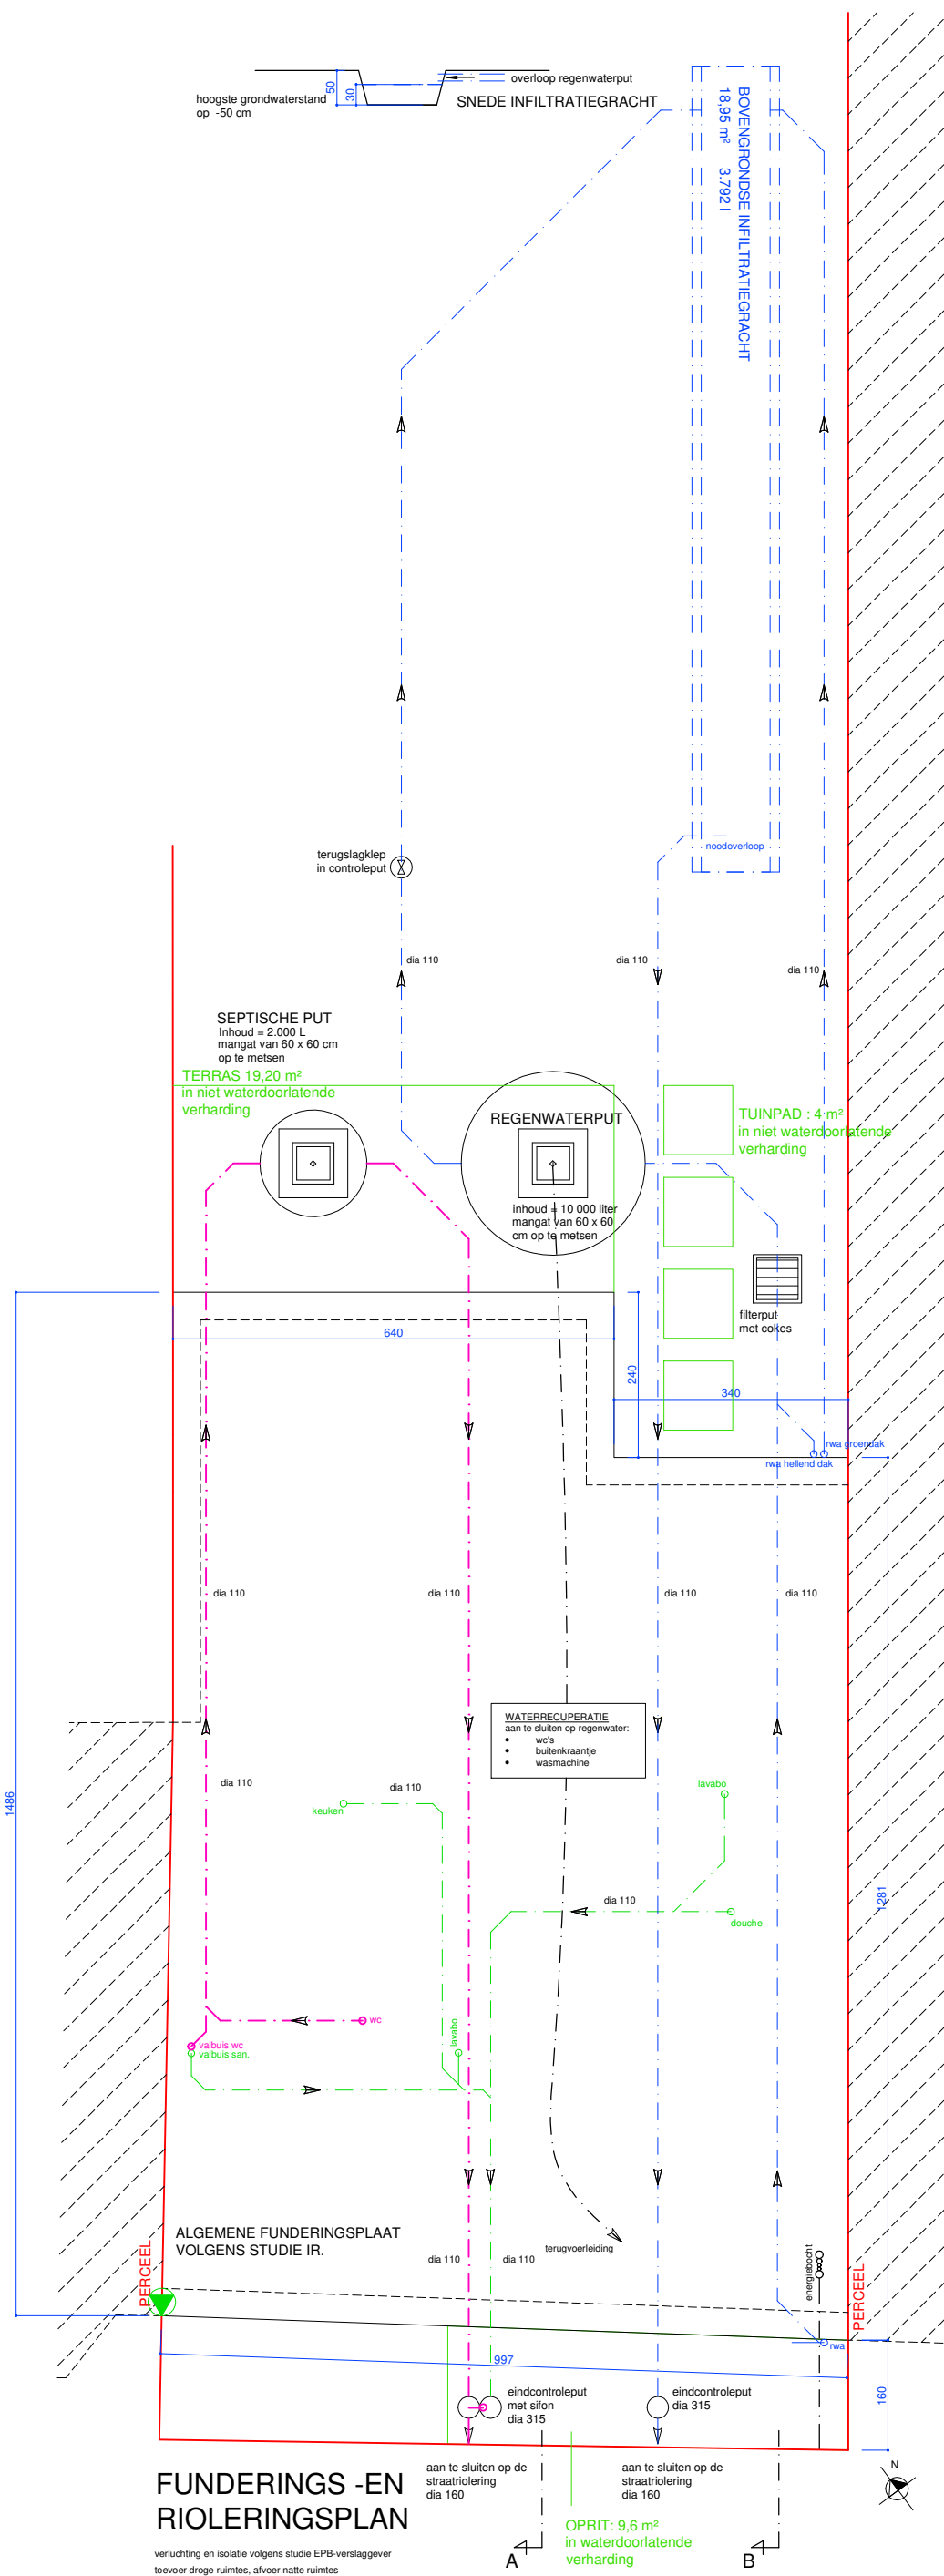 50
30
hoogste grondwaterstand
op -50 cm
overloop regenwaterput
SNEDE INFILTRATIEGRACHT
BOVENGRONDSE INFILTRATIEGRACHT
18,95 m² 3.792 l
terugslagklep
in controleput
noodoverloop
dia 110
dia 110
dia 110
SEPTISCHE PUT
Inhoud = 2.000 L
mangat van 60 x 60 cm
op te metsen
TERRAS 19,20 m²
in niet waterdoorlatende
verharding
REGENWATERPUT
inhoud = 10 000 liter
mangat van 60 x 60
cm op te metsen
TUINPAD : 4 m²
in niet waterdoorlatende
verharding
filterput
met cokes
640
240
340
rwa groendak
rwa hellend dak
dia 110
dia 110
dia 110
dia 110
WATERRECUPERATIE
aan te sluiten op regenwater:
• wc's
• buitenkraantje
• wasmachine
1486
dia 110
dia 110
keuken
lavabo
1281
dia 110
douche
wc
valbuis wc
valbuis san.
lavabo
ALGEMENE FUNDERINGSPLAAT
VOLGENS STUDIE IR.
dia 110
dia 110
terugvoerleiding
energiebocht
PERCEEL
PERCEEL
rwa
997
160
eindcontroleput
met sifon
dia 315
eindcontroleput
dia 315
aan te sluiten op de
straatriolering
dia 160
aan te sluiten op de
straatriolering
dia 160
N
FUNDERINGS -EN
RIOLERINGSPLAN
OPRIT: 9,6 m²
in waterdoorlatende
verharding
A
B
verluchting en isolatie volgens studie EPB-verslaggever
toevoer droge ruimtes, afvoer natte ruimtes